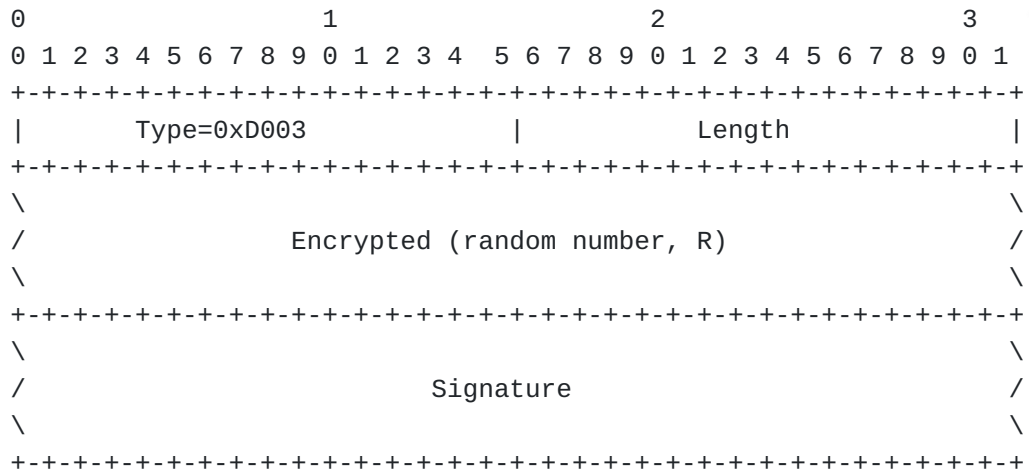 0                   1                    2                   3
0 1 2 3 4 5 6 7 8 9 0 1 2 3 4  5 6 7 8 9 0 1 2 3 4 5 6 7 8 9 0 1
+-+-+-+-+-+-+-+-+-+-+-+-+-+-+-+-+-+-+-+-+-+-+-+-+-+-+-+-+-+-+-+-+
|       Type=0xD003             |           Length              |
+-+-+-+-+-+-+-+-+-+-+-+-+-+-+-+-+-+-+-+-+-+-+-+-+-+-+-+-+-+-+-+-+
\                                                               \
/                 Encrypted (random number, R)                  /
\                                                               \
+-+-+-+-+-+-+-+-+-+-+-+-+-+-+-+-+-+-+-+-+-+-+-+-+-+-+-+-+-+-+-+-+
\                                                               \
/                          Signature                            /
\                                                               \
+-+-+-+-+-+-+-+-+-+-+-+-+-+-+-+-+-+-+-+-+-+-+-+-+-+-+-+-+-+-+-+-+